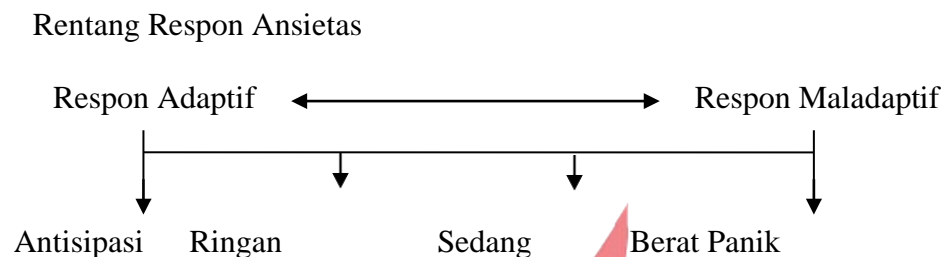 Rentang Respon Ansietas
Respon Adaptif Respon Maladaptif
Antisipasi Ringan Sedang Berat Panik